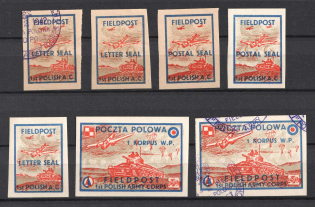 FIELDPOST
LETTER SEAL
1st POLISH A.C.
FIELDPOST
LETTER SEAL
1st POLISH A.C.
FIELDPOST
POSTAL SEAL
1st POLISH A.C.
FIELDPOST
POSTAL SEAL
1st POLISH A.C.
FIELDPOST
LETTER SEAL
1st POLISH A.C.
POCZTA POLOWA
1 KORPUS W.P.
FIELDPOST
1st POLISH ARMY CORPS
POCZTA POLOWA
1 KORPUS W.P.
FIELDPOST
1st POLISH ARMY CORPS